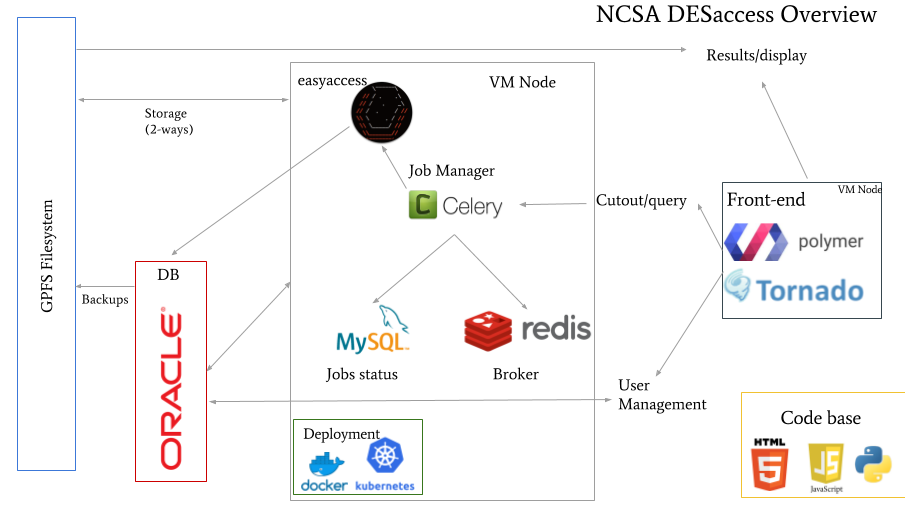 NCSA DESaccess Overview
Results/display
easyaccess
VM Node
Storage
(2-ways)
Job Manager
C Celery
Cutout/query
VM Node
Front-end
polymer
Tornado
GPFS Filesystem
DB
Backups
ORACLE®
MySQL™
redis
Jobs status
Broker
User
Management
Deployment
docker
kubernetes
Code base
HTML
5
JS
JavaScript